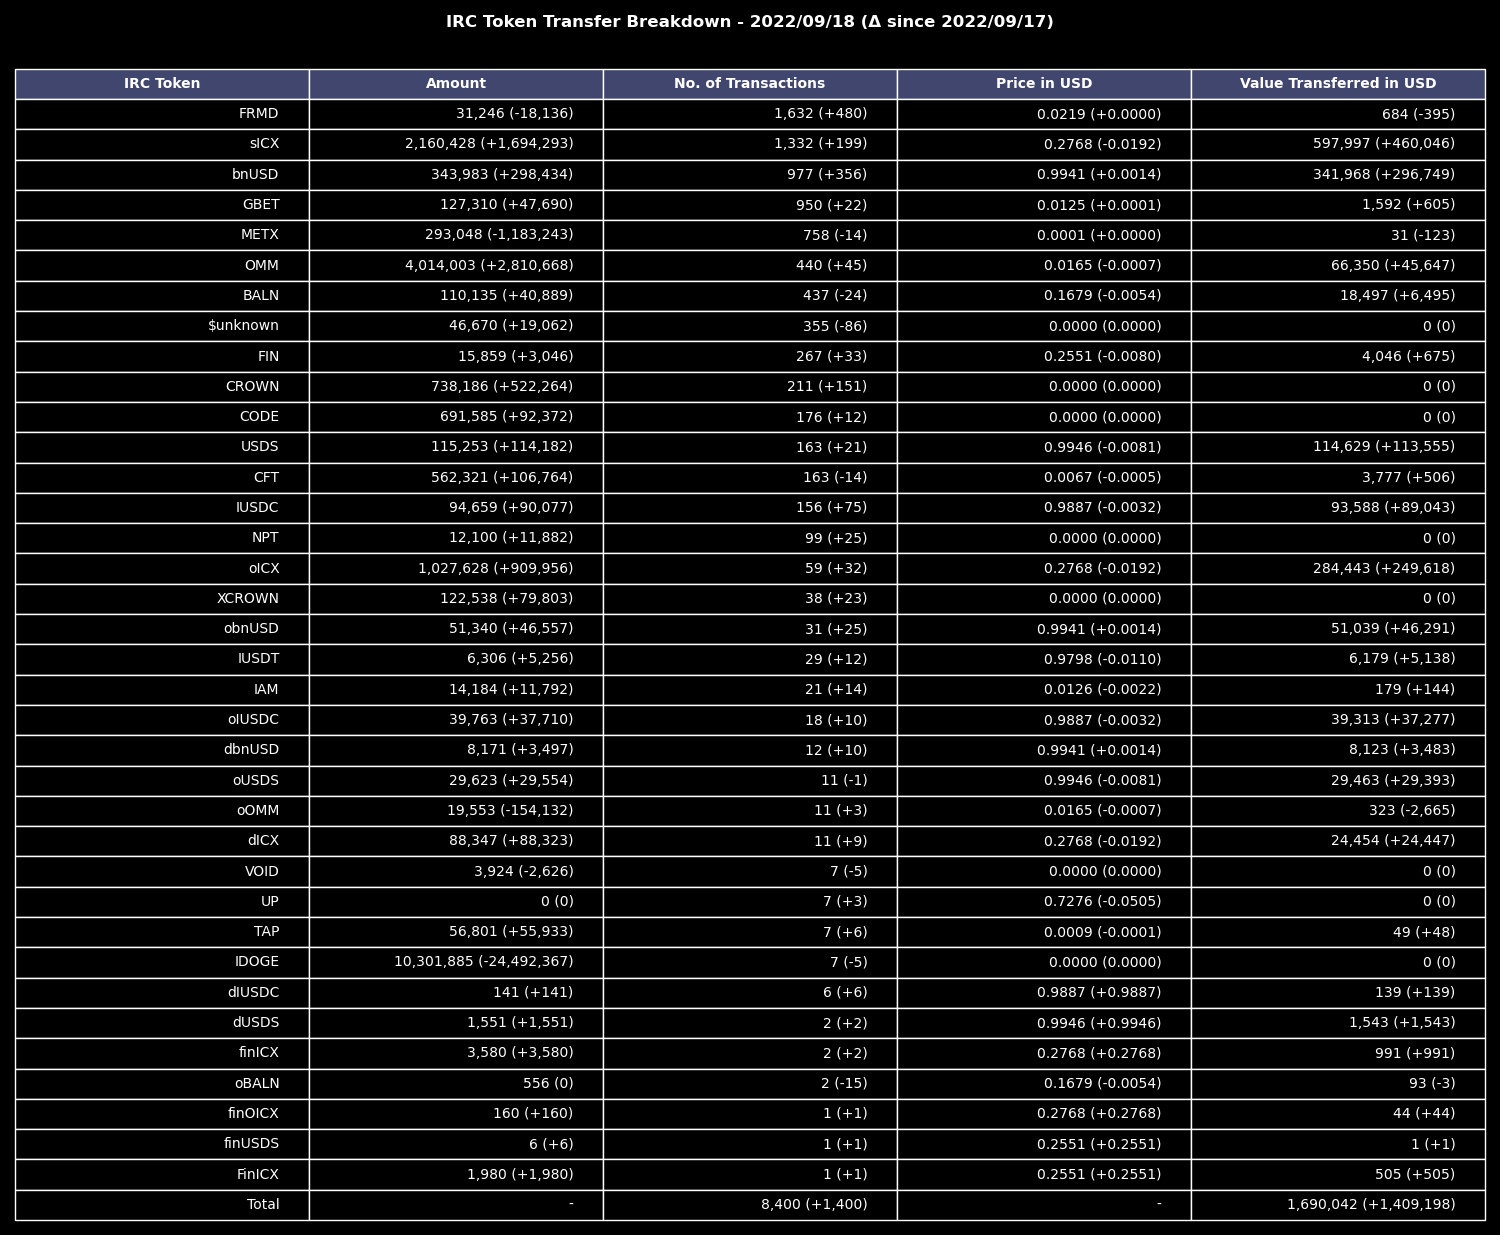 IRC Token Transfer Breakdown - 2022/09/18 (Δ since 2022/09/17)
IRC Token Amount No. of Transactions Price in USD Value Transferred in USD
FRMD 31,246 (-18,136) 1,632 (+480) 0.0219 (+0.0000) 684 (-395)
sICX 2,160,428 (+1,694,293) 1,332 (+199) 0.2768 (-0.0192) 597,997 (+460,046)
bnUSD 343,983 (+298,434) 977 (+356) 0.9941 (+0.0014) 341,968 (+296,749)
GBET 127,310 (+47,690) 950 (+22) 0.0125 (+0.0001) 1,592 (+605)
METX 293,048 (-1,183,243) 758 (-14) 0.0001 (+0.0000) 31 (-123)
OMM 4,014,003 (+2,810,668) 440 (+45) 0.0165 (-0.0007) 66,350 (+45,647)
BALN 110,135 (+40,889) 437 (-24) 0.1679 (-0.0054) 18,497 (+6,495)
$unknown 46,670 (+19,062) 355 (-86) 0.0000 (0.0000) 0 (0)
FIN 15,859 (+3,046) 267 (+33) 0.2551 (-0.0080) 4,046 (+675)
CROWN 738,186 (+522,264) 211 (+151) 0.0000 (0.0000) 0 (0)
CODE 691,585 (+92,372) 176 (+12) 0.0000 (0.0000) 0 (0)
USDS 115,253 (+114,182) 163 (+21) 0.9946 (-0.0081) 114,629 (+113,555)
CFT 562,321 (+106,764) 163 (-14) 0.0067 (-0.0005) 3,777 (+506)
IUSDC 94,659 (+90,077) 156 (+75) 0.9887 (-0.0032) 93,588 (+89,043)
NPT 12,100 (+11,882) 99 (+25) 0.0000 (0.0000) 0 (0)
oICX 1,027,628 (+909,956) 59 (+32) 0.2768 (-0.0192) 284,443 (+249,618)
XCROWN 122,538 (+79,803) 38 (+23) 0.0000 (0.0000) 0 (0)
obnUSD 51,340 (+46,557) 31 (+25) 0.9941 (+0.0014) 51,039 (+46,291)
IUSDT 6,306 (+5,256) 29 (+12) 0.9798 (-0.0110) 6,179 (+5,138)
IAM 14,184 (+11,792) 21 (+14) 0.0126 (-0.0022) 179 (+144)
oIUSDC 39,763 (+37,710) 18 (+10) 0.9887 (-0.0032) 39,313 (+37,277)
dbnUSD 8,171 (+3,497) 12 (+10) 0.9941 (+0.0014) 8,123 (+3,483)
oUSDS 29,623 (+29,554) 11 (-1) 0.9946 (-0.0081) 29,463 (+29,393)
oOMM 19,553 (-154,132) 11 (+3) 0.0165 (-0.0007) 323 (-2,665)
dICX 88,347 (+88,323) 11 (+9) 0.2768 (-0.0192) 24,454 (+24,447)
VOID 3,924 (-2,626) 7 (-5) 0.0000 (0.0000) 0 (0)
UP 0 (0) 7 (+3) 0.7276 (-0.0505) 0 (0)
TAP 56,801 (+55,933) 7 (+6) 0.0009 (-0.0001) 49 (+48)
IDOGE 10,301,885 (-24,492,367) 7 (-5) 0.0000 (0.0000) 0 (0)
dIUSDC 141 (+141) 6 (+6) 0.9887 (+0.9887) 139 (+139)
dUSDS 1,551 (+1,551) 2 (+2) 0.9946 (+0.9946) 1,543 (+1,543)
finICX 3,580 (+3,580) 2 (+2) 0.2768 (+0.2768) 991 (+991)
oBALN 556 (0) 2 (-15) 0.1679 (-0.0054) 93 (-3)
finOICX 160 (+160) 1 (+1) 0.2768 (+0.2768) 44 (+44)
finUSDS 6 (+6) 1 (+1) 0.2551 (+0.2551) 1 (+1)
FinICX 1,980 (+1,980) 1 (+1) 0.2551 (+0.2551) 505 (+505)
Total - 8,400 (+1,400) - 1,690,042 (+1,409,198)